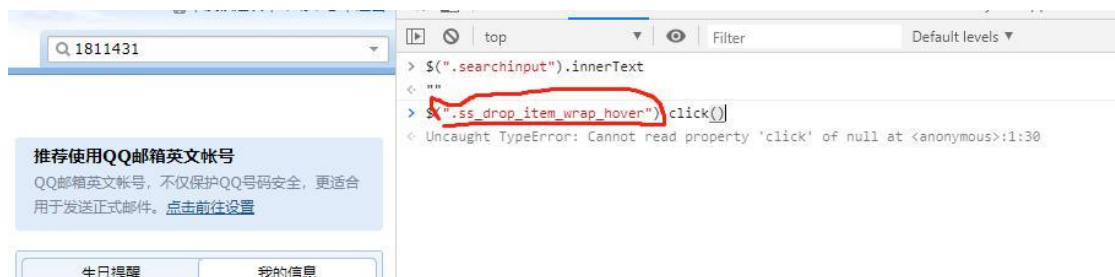 1811431
top
Filter
Default levels ▼
> $(".searchinput").innerText
< ""
> $(".ss_drop_item_wrap_hover").click()
< Uncaught TypeError: Cannot read property 'click' of null at <anonymous>:1:30
推荐使用QQ邮箱英文帐号
QQ邮箱英文帐号，不仅保护QQ号码安全，更适合
用于发送正式邮件。点击前往设置
生日提醒
我的信息